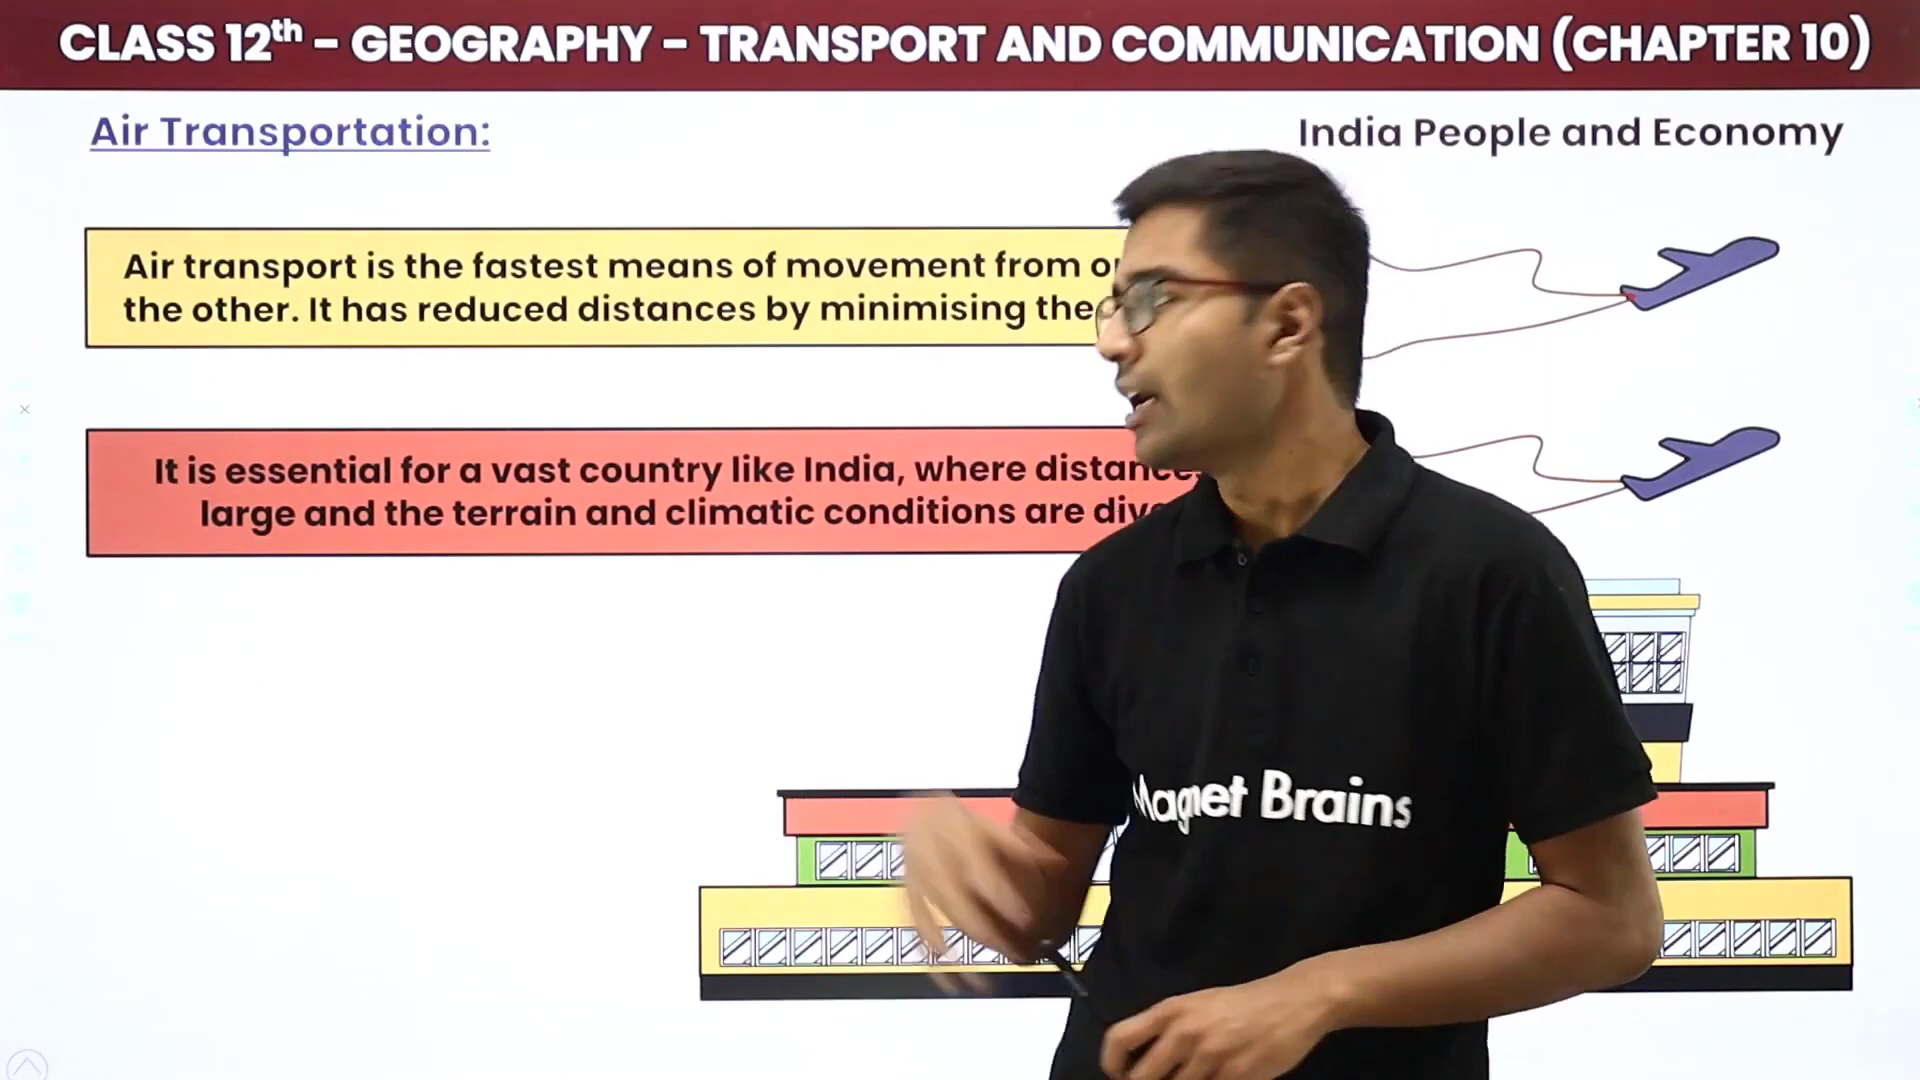 CLASS 12th - GEOGRAPHY - TRANSPORT AND COMMUNICATION (CHAPTER 10)
Air Transportation:
India People and Economy
Air transport is the fastest means of movement from
the other. It has reduced distances by minimising the
It is essential for a vast country like India, where
large and the terrain and climatic conditions are
Magnet Brains